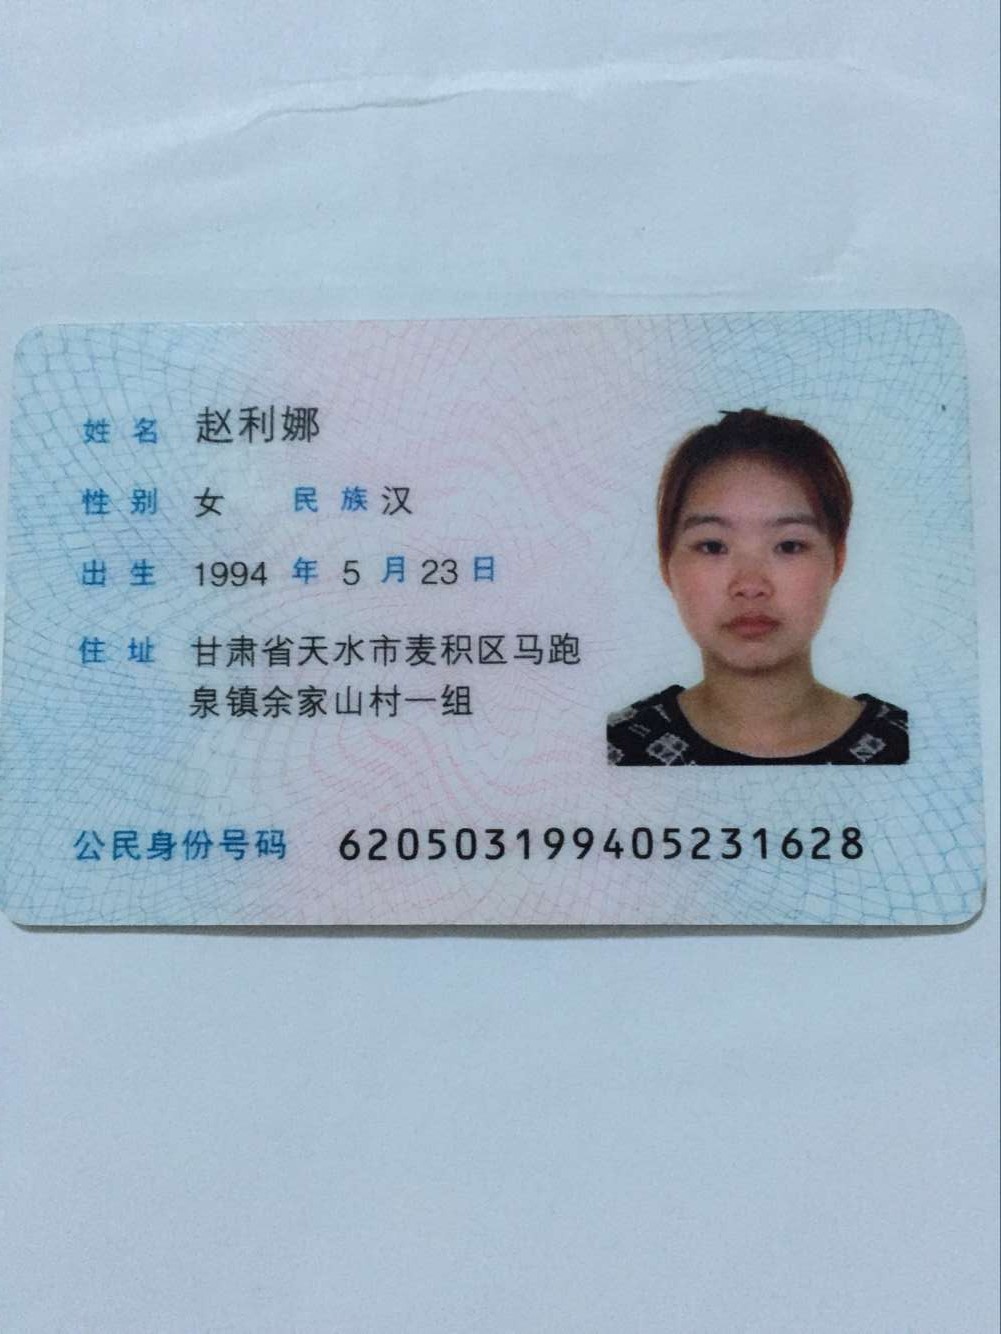 姓名 赵利娜
性别 女 民族 汉
出生 1994 年 5 月 23 日
住址 甘肃省天水市麦积区马跑
泉镇余家山村一组
公民身份号码 620503199405231628